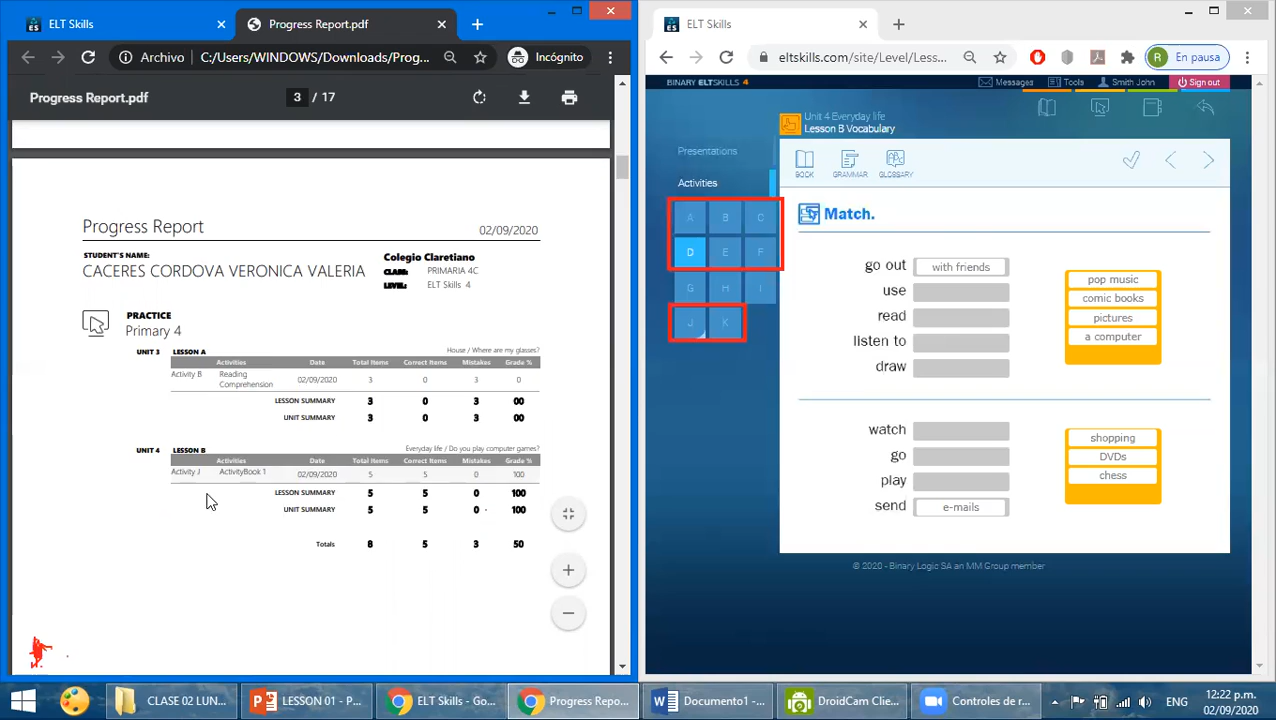 ELT Skills
Progress Report.pdf
Archivo
C:/Users/WINDOWS/Downloads/Prog...
Incógnito
Progress Report.pdf
3 / 17
Progress Report
02/09/2020
STUDENT'S NAME:
CACERES CORDOVA VERONICA VALERIA
Colegio Claretiano
CLASS: PRIMARIA 4C
LEVEL: ELT Skills 4
PRACTICE
Primary 4
UNIT 3 LESSON A House / Where are my glasses?
Activities Date Total Items Correct Items Mistakes Grade %
Activity B Reading Comprehension 02/09/2020 3 0 3 0
LESSON SUMMARY 3 0 3 00
UNIT SUMMARY 3 0 3 00
UNIT 4 LESSON B Everyday life / Do you play computer games?
Activities Date Total Items Correct Items Mistakes Grade %
Activity J ActivityBook 1 02/09/2020 5 5 0 100
LESSON SUMMARY 5 5 0 100
UNIT SUMMARY 5 5 0 100
Totals 8 5 3 50
ELT Skills
eltskills.com/site/Level/Less...
R
En pausa
BINARY ELTSKILLS 4
Messages
Tools
Smith John
Sign out
Unit 4 Everyday life
Lesson B Vocabulary
Presentations
Activities
A B C
D E F
G H I
J K
BOOK
GRAMMAR
GLOSSARY
Match.
go out with friends
use
read
listen to
draw
pop music
comic books
pictures
a computer
watch
go
play
send e-mails
shopping
DVDs
chess
© 2020 - Binary Logic SA an MM Group member
CLASE 02 LUN...
LESSON 01 - P...
ELT Skills - Go...
Progress Repo...
Documento1 -...
DroidCam Clie...
Controles de r...
ENG
12:22 p.m.
02/09/2020